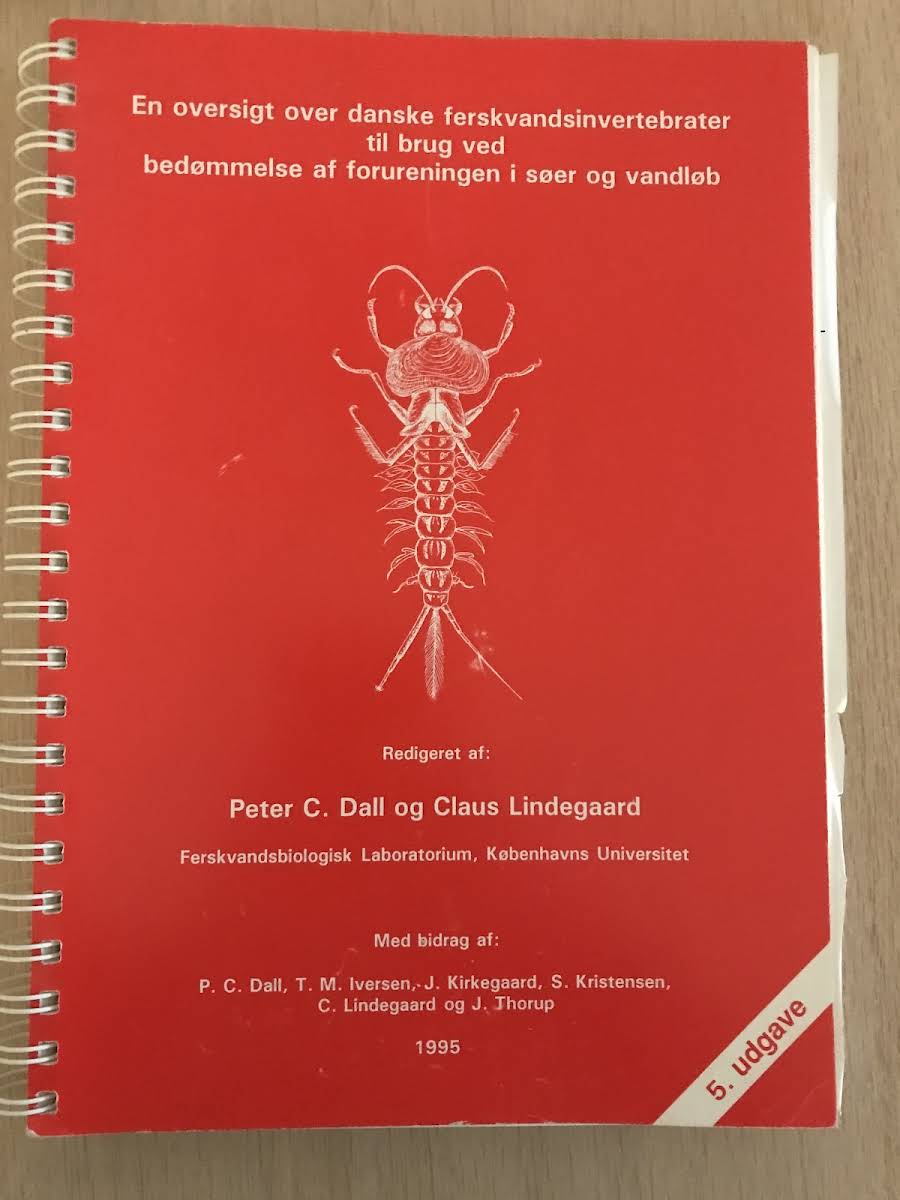 En oversigt over danske ferskvandsinvertebrater
til brug ved
bedømmelse af forureningen i søer og vandløb
Redigeret af:
Peter C. Dall og Claus Lindegaard
Ferskvandsbiologisk Laboratorium, Københavns Universitet
Med bidrag af:
P. C. Dall, T. M. Iversen, J. Kirkegaard, S. Kristensen,
C. Lindegaard og J. Thorup
1995
5. udgave